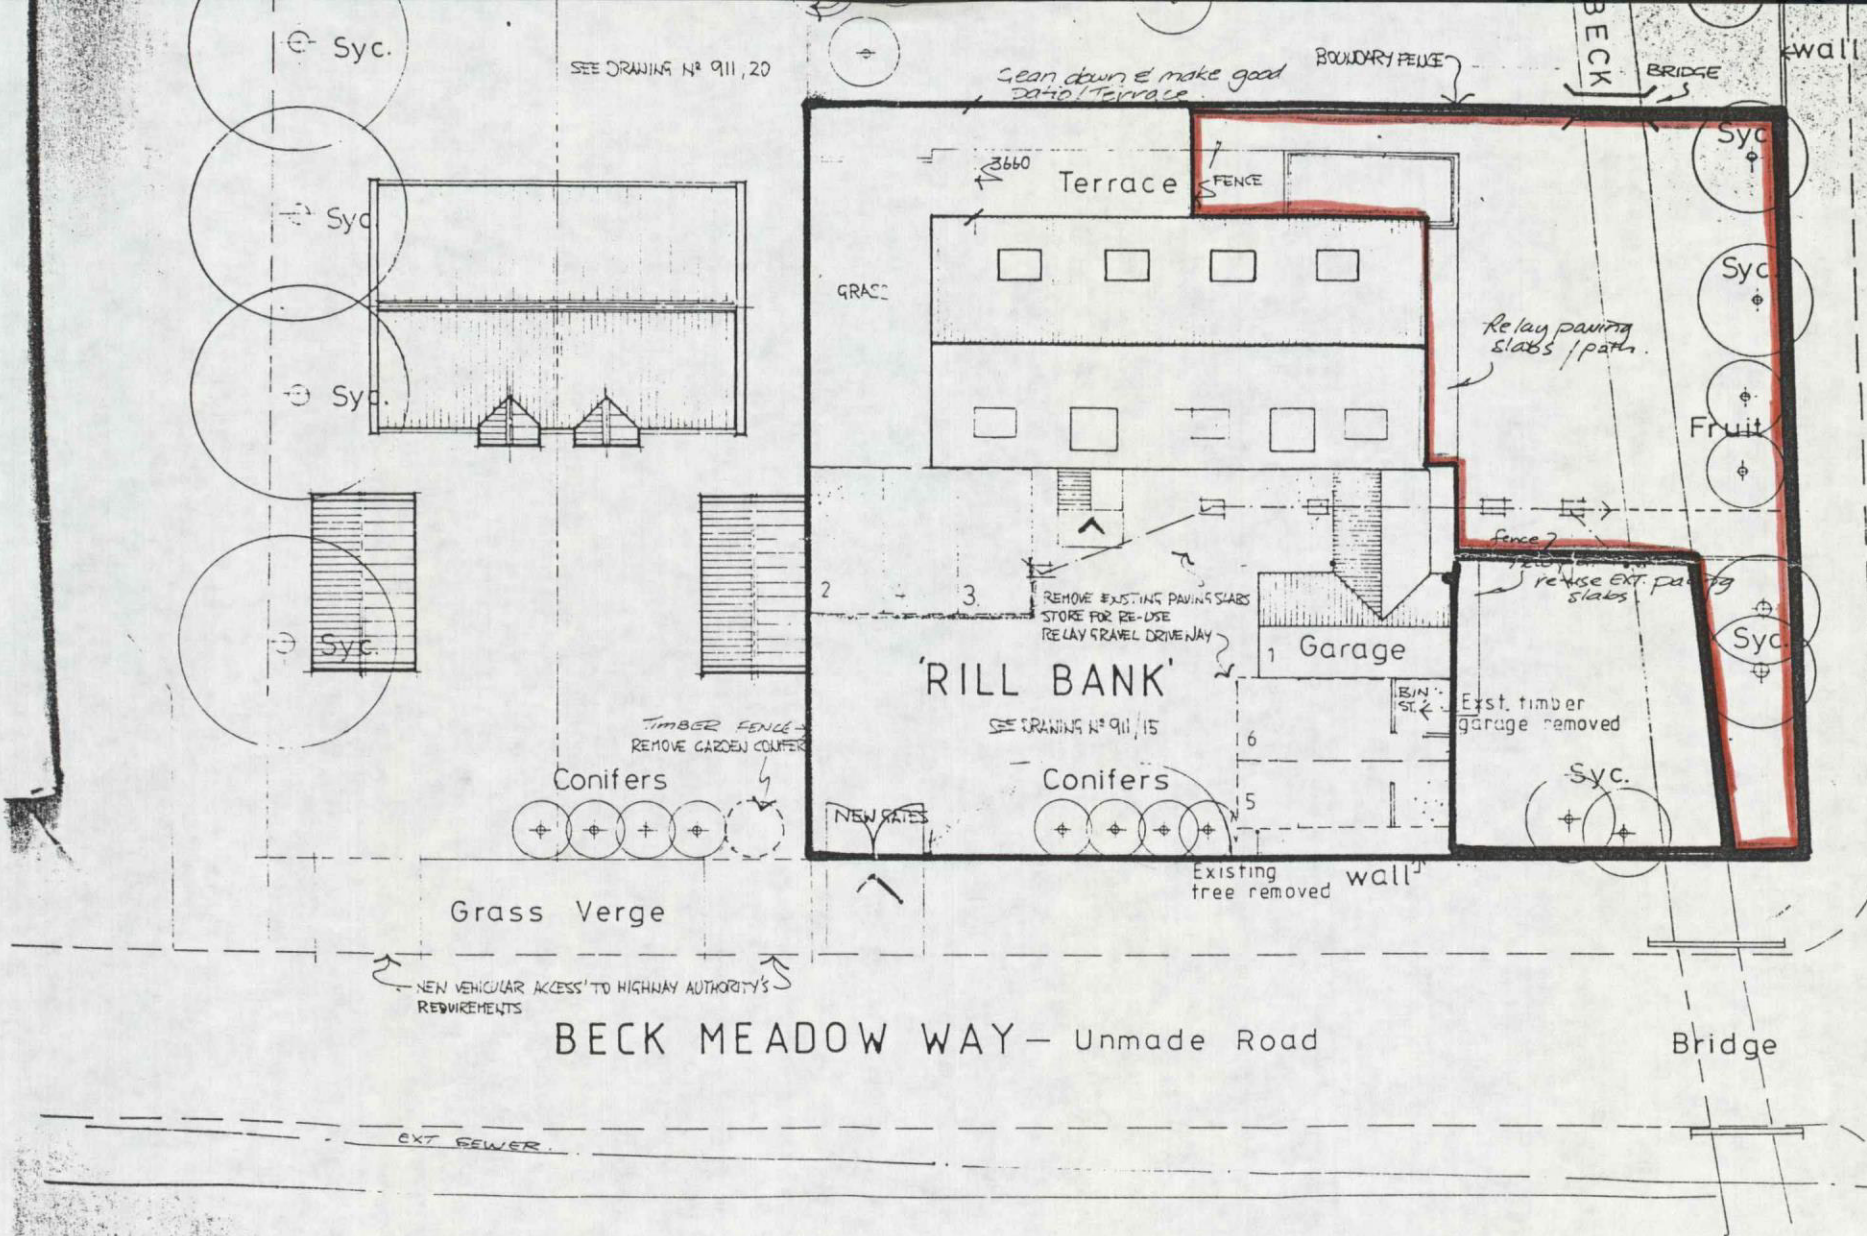 Syc.
SEE DRAWING Nº 911, 20
Clean down & make good
Patio/Terrace
BOUNDARY FENCE
BECK
BRIDGE
wall
Syc
3660
Terrace
FENCE
Syc
Syc.
GRASS
Relay paving
slabs / path.
Syc.
Fruit
fence
re-use EXT. paving
slabs
2
4
3.
REMOVE EXISTING PAVING SLABS
STORE FOR RE-USE
RELAY GRAVEL DRIVEWAY
1
Garage
Syc.
Syc.
'RILL BANK'
SEE DRAWING Nº 911/15
BIN
ST.
Exst. timber
garage removed
TIMBER FENCE
REMOVE GARDEN CONIFER
6
Conifers
Conifers
Syc.
5
NEW GATES
Existing
tree removed
wall
Grass Verge
NEW VEHICULAR ACCESS' TO HIGHWAY AUTHORITY'S
REQUIREMENTS
BECK MEADOW WAY – Unmade Road
Bridge
EXT SEWER.